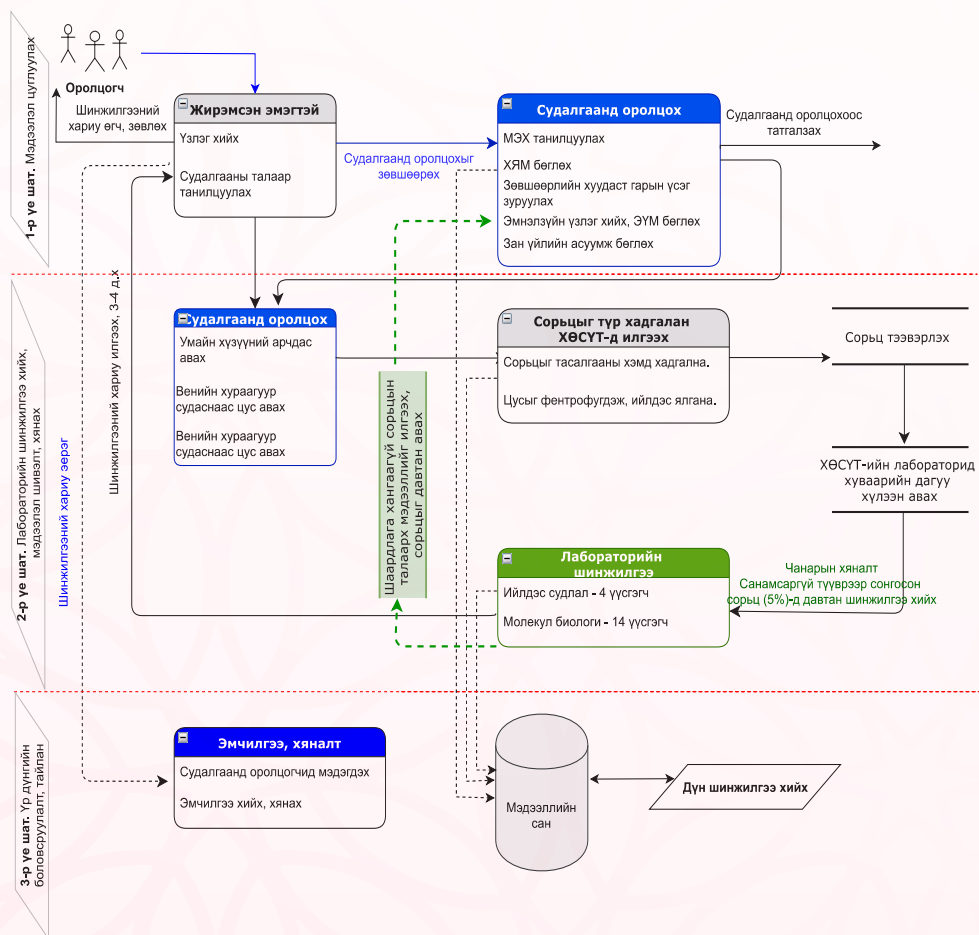 1-р үе шат. Мэдээлэл цуглуулах
Оролцогч
Шинжилгээний
хариу өгч, зөвлөх
Жирэмсэн эмэгтэй
Үзлэг хийх
Судалгааны талаар
танилцуулах
Судалгаанд оролцохыг
зөвшөөрөх
Судалгаанд оролцох
МЭХ танилцуулах
ХЯМ бөглөх
Зөвшөөрлийн хуудаст гарын үсэг
зуруулах
Эмнэлзүйн үзлэг хийх, ЭҮМ бөглөх
Зан үйлийн асуумж бөглөх
Судалгаанд оролцохоос
татгалзах
2-р үе шат. Лабораторийн шинжилгээ хийх,
мэдээлэл шивэлт, хянах
Шинжилгээний хариу эерэг
Шинжилгээний хариу илгээх, 3-4 д.х
Судалгаанд оролцох
Умайн хүзүүний арчдас
авах
Венийн хураагуур
судаснаас цус авах
Венийн хураагуур
судаснаас цус авах
Шаардлага хангаагүй сорьцын
талаарх мэдээллийг илгээх,
сорьцыг давтан авах
Сорьцыг түр хадгалан
ХӨСҮТ-д илгээх
Сорьцыг тасалгааны хэмд хадгална.
Цусыг фентрофугдэж, ийлдэс ялгана.
Сорьц тээвэрлэх
ХӨСҮТ-ийн лабораторид
хуваарийн дагуу
хүлээн авах
Лабораторийн
шинжилгээ
Ийлдэс судлал - 4 үүсгэгч
Молекул биологи - 14 үүсгэгч
Чанарын хяналт
Санамсаргүй түүврээр сонгосон
сорьц (5%)-д давтан шинжилгээ хийх
3-р үе шат. Үр дүнгийн
боловсруулалт, тайлан
Эмчилгээ, хяналт
Судалгаанд оролцогчид мэдэгдэх
Эмчилгээ хийх, хянах
Мэдээллийн
сан
Дүн шинжилгээ хийх